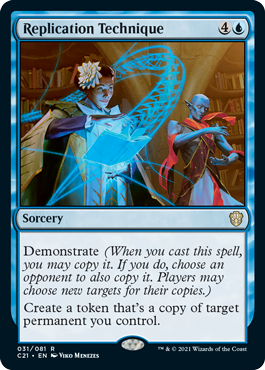 Replication Technique 4
Sorcery
Demonstrate (When you cast this spell,
you may copy it. If you do, choose an
opponent to also copy it. Players may
choose new targets for their copies.)
Create a token that's a copy of target
permanent you control.
031/081 R
C21 • EN Viko Menezes
™ & © 2021 Wizards of the Coast